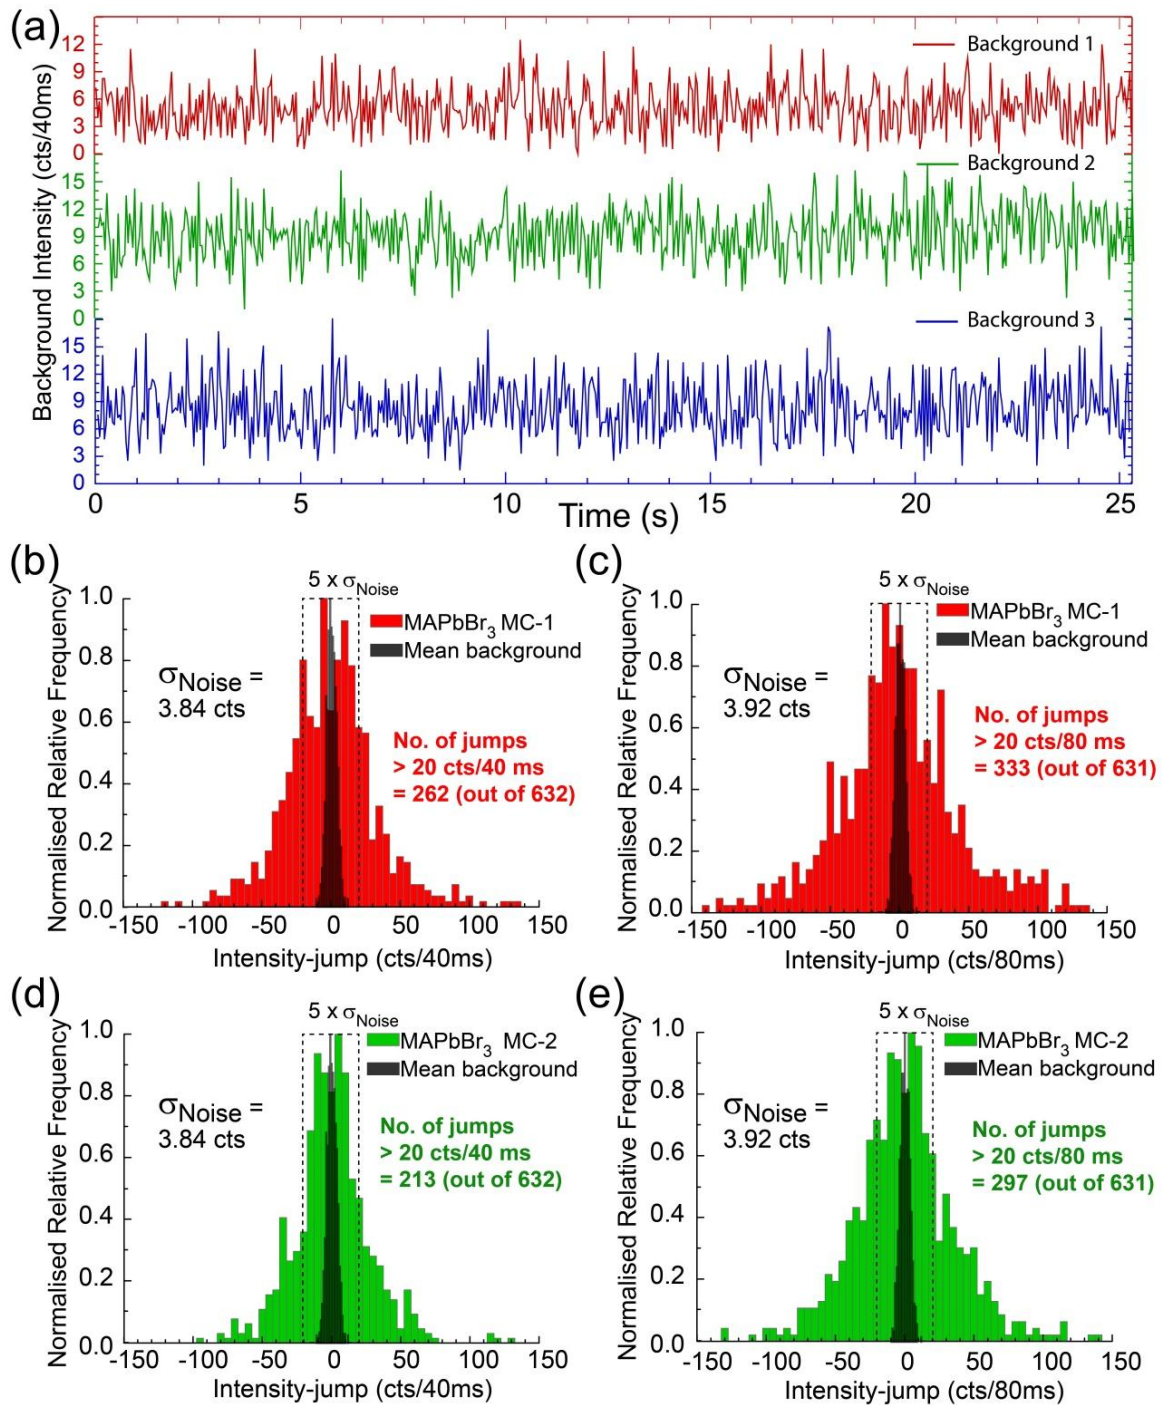 (a)
Background Intensity (cts/40ms)
12
9
6
3
0
Background 1
15
12
9
6
3
0
Background 2
15
12
9
6
3
0
Background 3
0 5 10 15 20 25
Time (s)
(b)
5 x σNoise
Normalised Relative Frequency
1.0
0.8
0.6
0.4
0.2
0.0
MAPbBr3 MC-1
Mean background
σNoise =
3.84 cts
No. of jumps
> 20 cts/40 ms
= 262 (out of 632)
-150 -100 -50 0 50 100 150
Intensity-jump (cts/40ms)
(c)
5 x σNoise
Normalised Relative Frequency
1.0
0.8
0.6
0.4
0.2
0.0
MAPbBr3 MC-1
Mean background
σNoise =
3.92 cts
No. of jumps
> 20 cts/80 ms
= 333 (out of 631)
-150 -100 -50 0 50 100 150
Intensity-jump (cts/80ms)
(d)
5 x σNoise
Normalised Relative Frequency
1.0
0.8
0.6
0.4
0.2
0.0
MAPbBr3 MC-2
Mean background
σNoise =
3.84 cts
No. of jumps
> 20 cts/40 ms
= 213 (out of 632)
-150 -100 -50 0 50 100 150
Intensity-jump (cts/40ms)
(e)
5 x σNoise
Normalised Relative Frequency
1.0
0.8
0.6
0.4
0.2
0.0
MAPbBr3 MC-2
Mean background
σNoise =
3.92 cts
No. of jumps
> 20 cts/80 ms
= 297 (out of 631)
-150 -100 -50 0 50 100 150
Intensity-jump (cts/80ms)